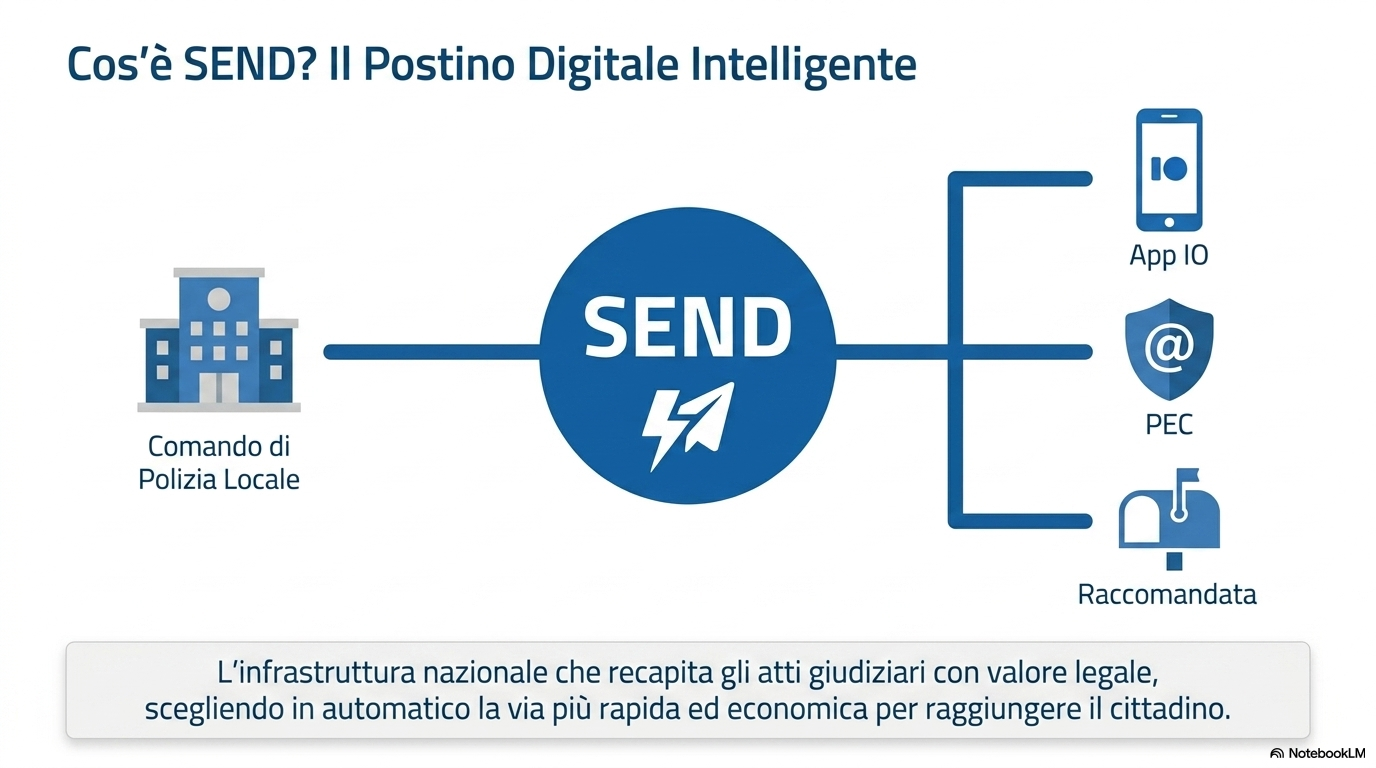 Cos'è SEND? Il Postino Digitale Intelligente
IO
App IO
SEND
@
PEC
Comando di
Polizia Locale
Raccomandata
L'infrastruttura nazionale che recapita gli atti giudiziari con valore legale,
scegliendo in automatico la via più rapida ed economica per raggiungere il cittadino.
NotebookLM